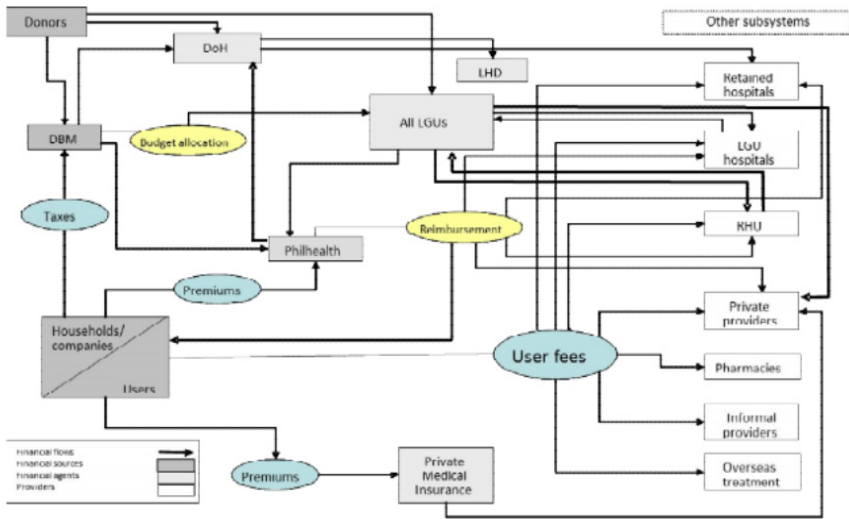 Donors
Other subsystems
DoH
LHD
Retained
hospitals
All LGUs
DBM
Budget allocation
LGU
hospitals
Taxes
Reimbursement
RHU
Philhealth
Premiums
Private
providers
Households/
companies
Users
User fees
Pharmacies
Informal
providers
Financial flows
Financial sources
Financial agents
Providers
Premiums
Private
Medical
Insurance
Overseas
treatment